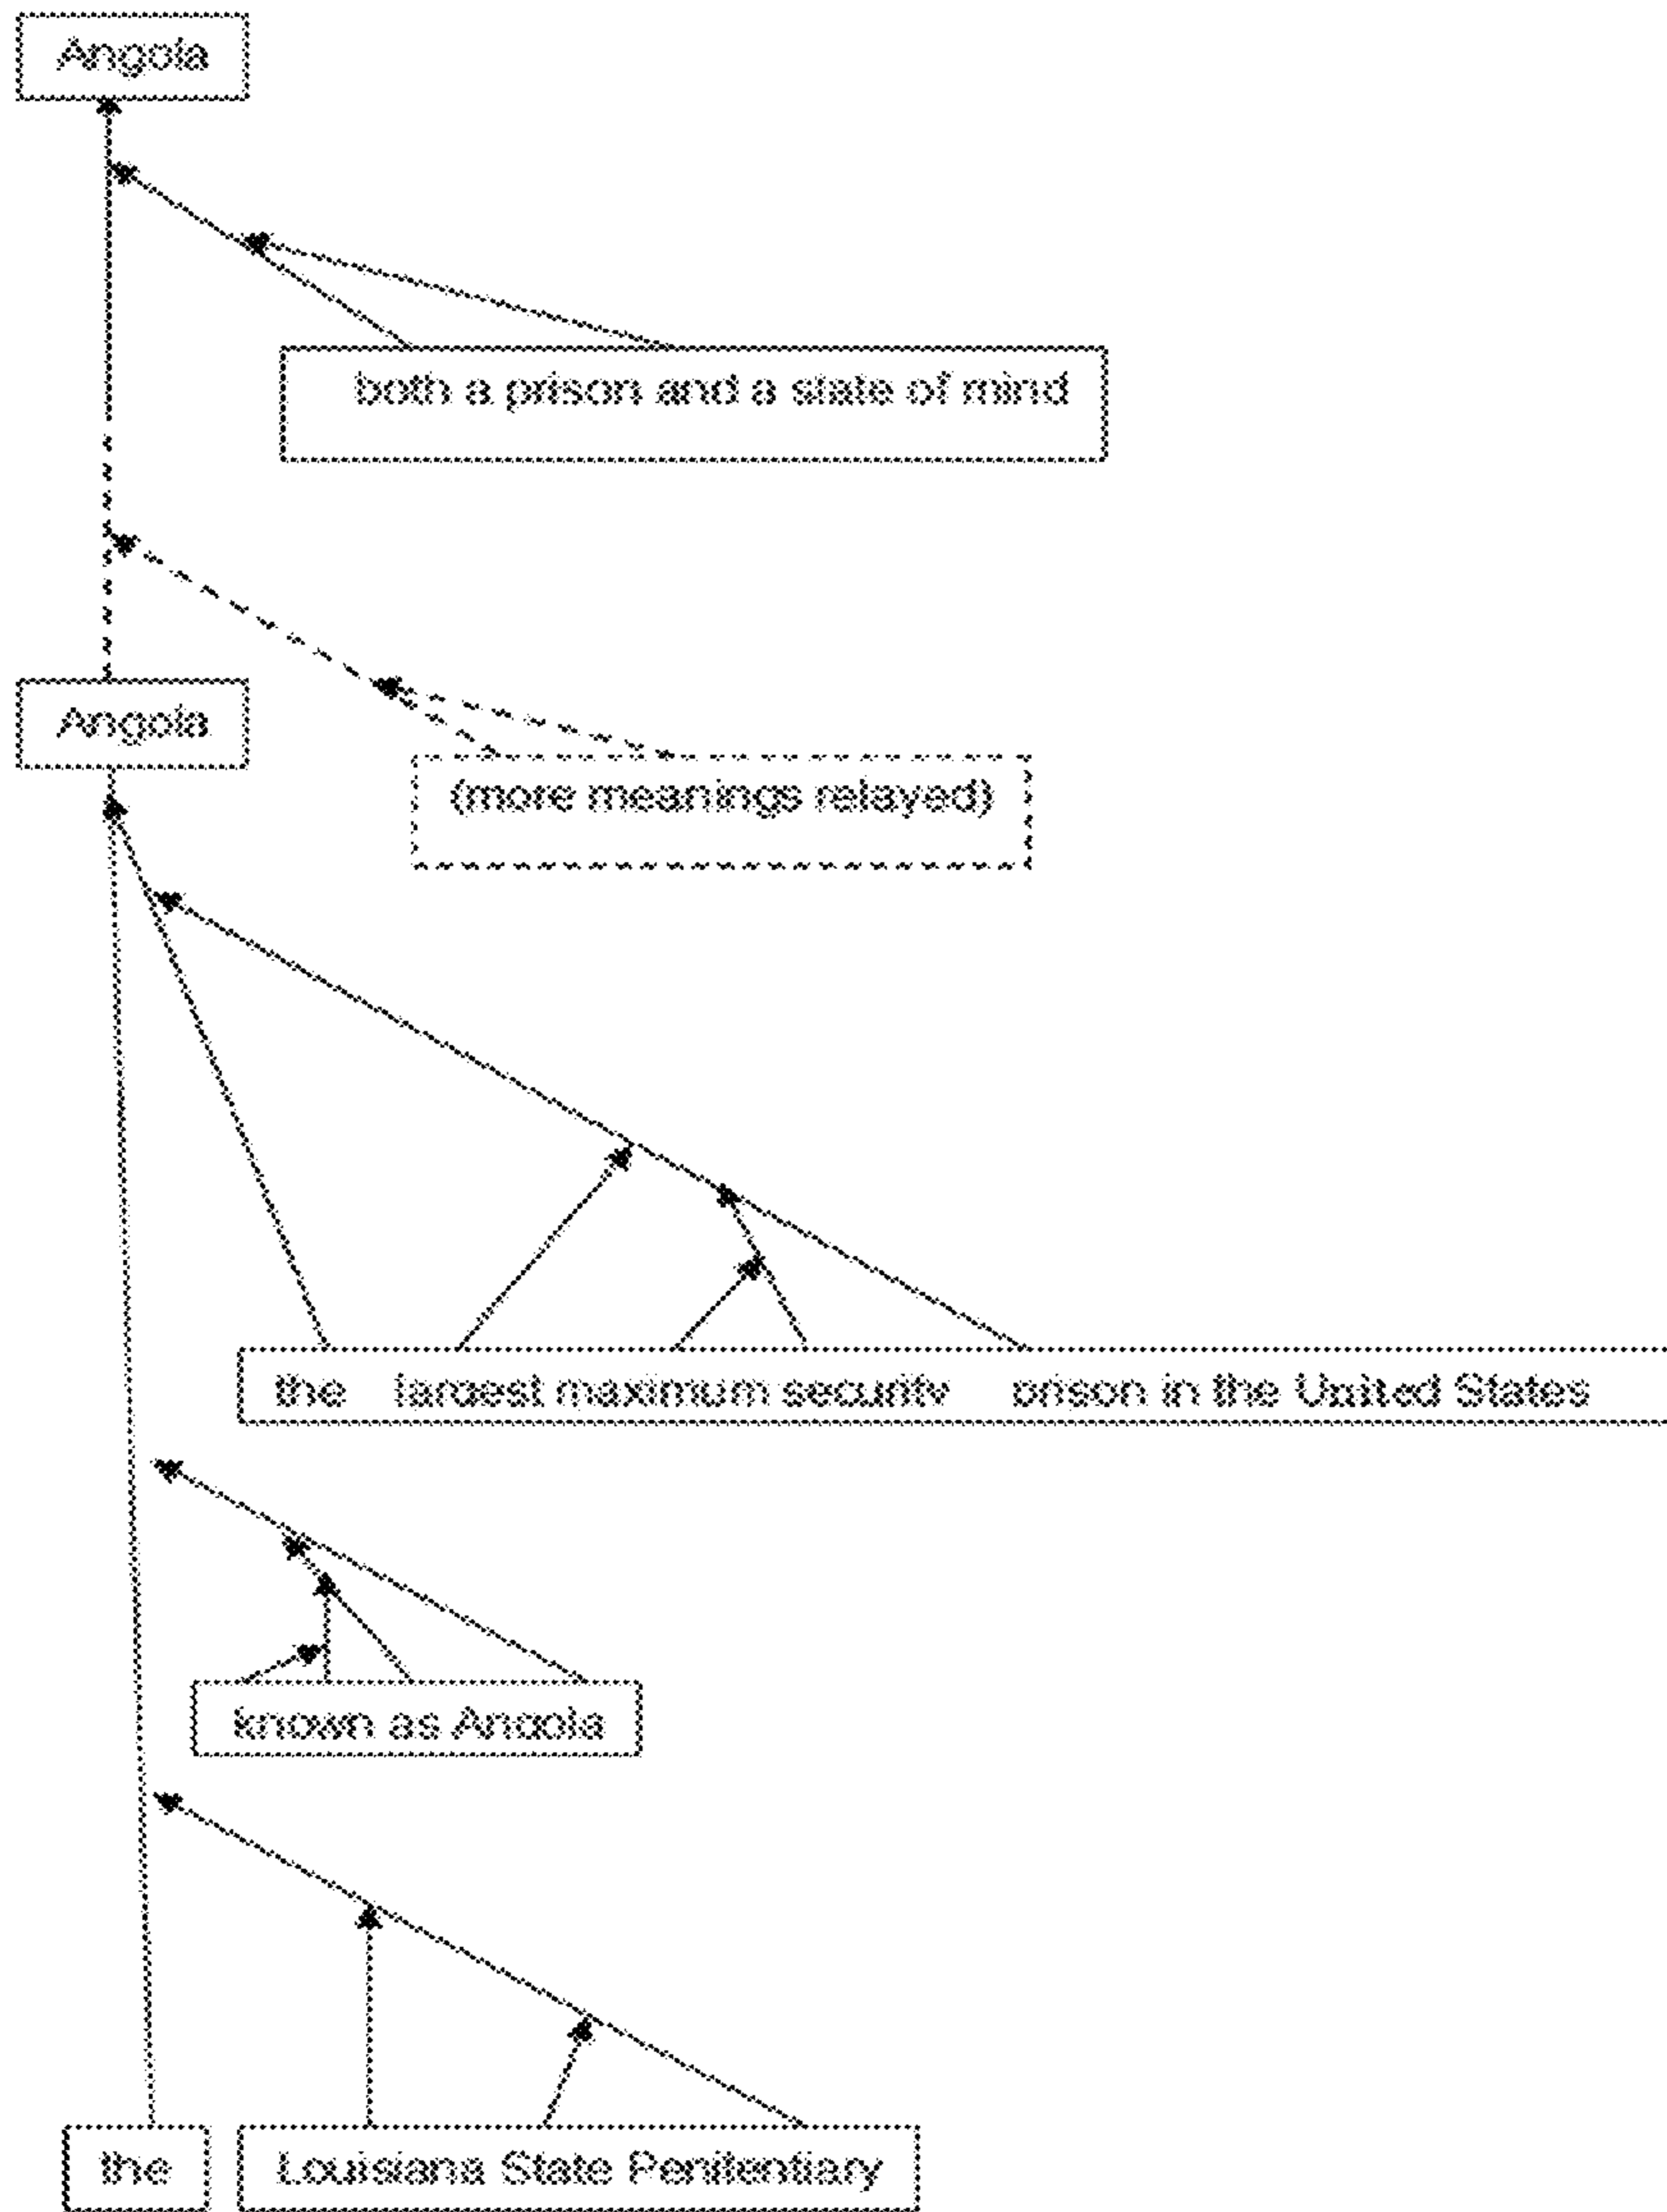 Angola
both a prison and a state of mind
Angola
(more meanings relayed)
the largest maximum security prison in the United States
known as Angola
the Louisiana State Penitentiary